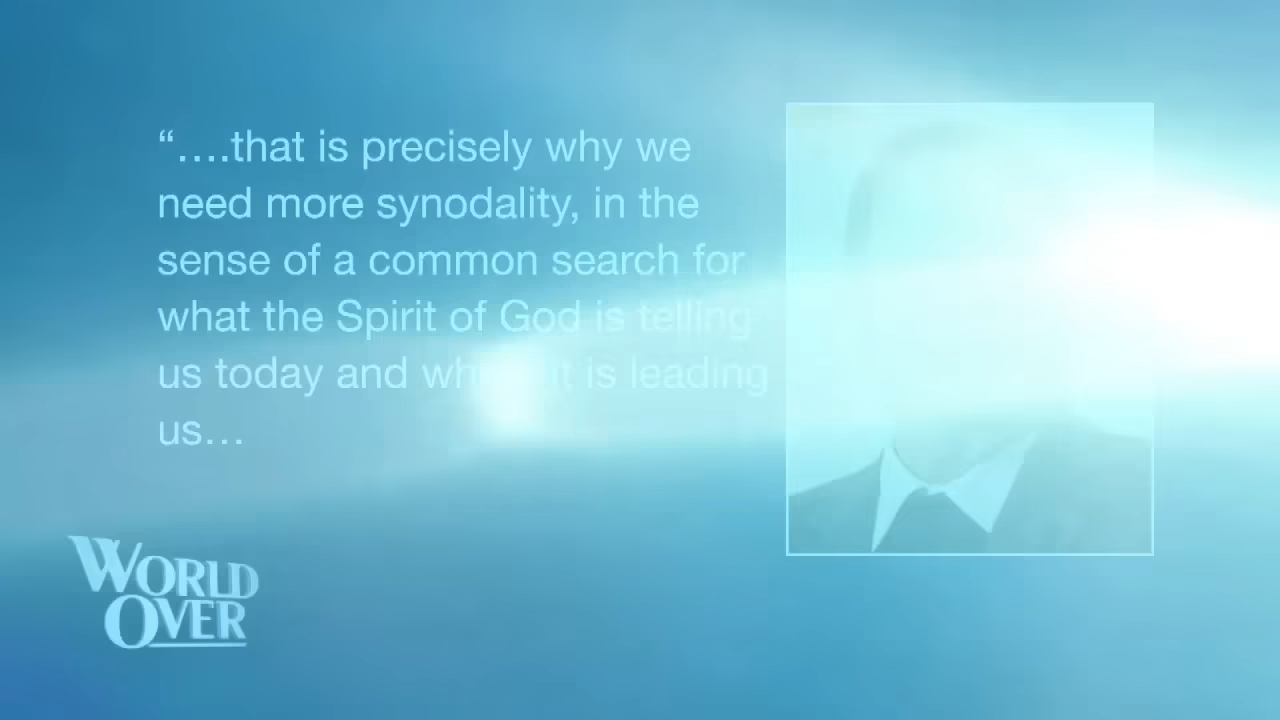 “….that is precisely why we
need more synodality, in the
sense of a common search for
what the Spirit of God is telling
us today and it is leading
us…
WORLD
OVER